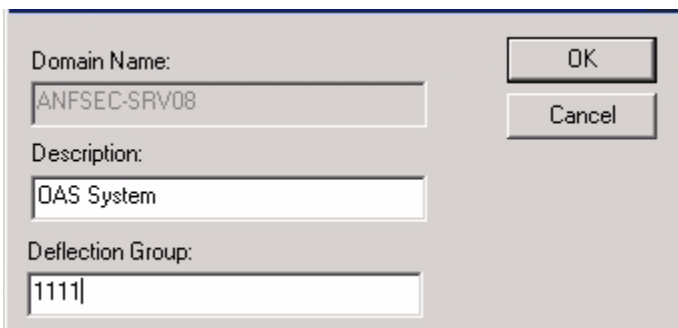 Domain Name:
ANFSEC-SRV08
Description:
OAS System
Deflection Group:
1111
OK
Cancel